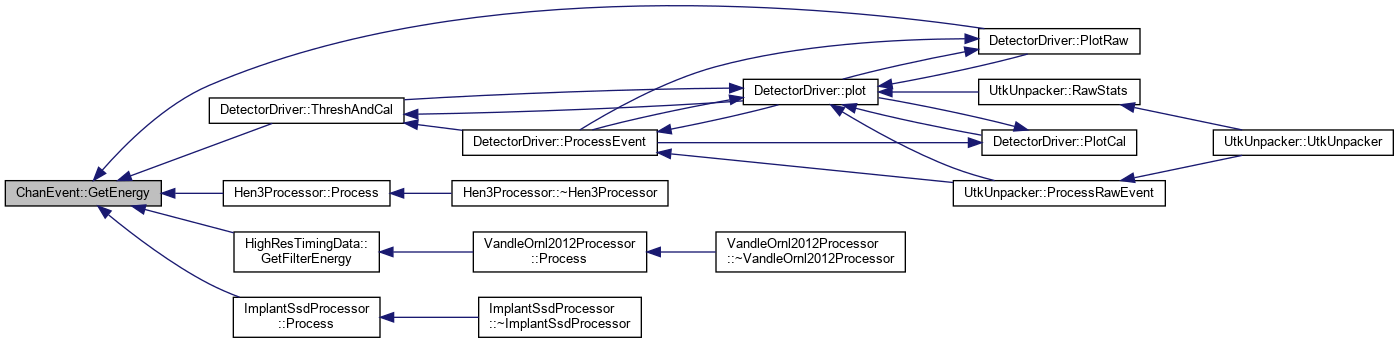 DetectorDriver::PlotRaw
DetectorDriver::plot
UtkUnpacker::RawStats
DetectorDriver::ThreshAndCal
DetectorDriver::ProcessEvent
DetectorDriver::PlotCal
UtkUnpacker::UtkUnpacker
ChanEvent::GetEnergy
Hen3Processor::Process
Hen3Processor::~Hen3Processor
UtkUnpacker::ProcessRawEvent
HighResTimingData::
GetFilterEnergy
VandleOrnl2012Processor
::Process
VandleOrnl2012Processor
::~VandleOrnl2012Processor
ImplantSsdProcessor
::Process
ImplantSsdProcessor
::~ImplantSsdProcessor